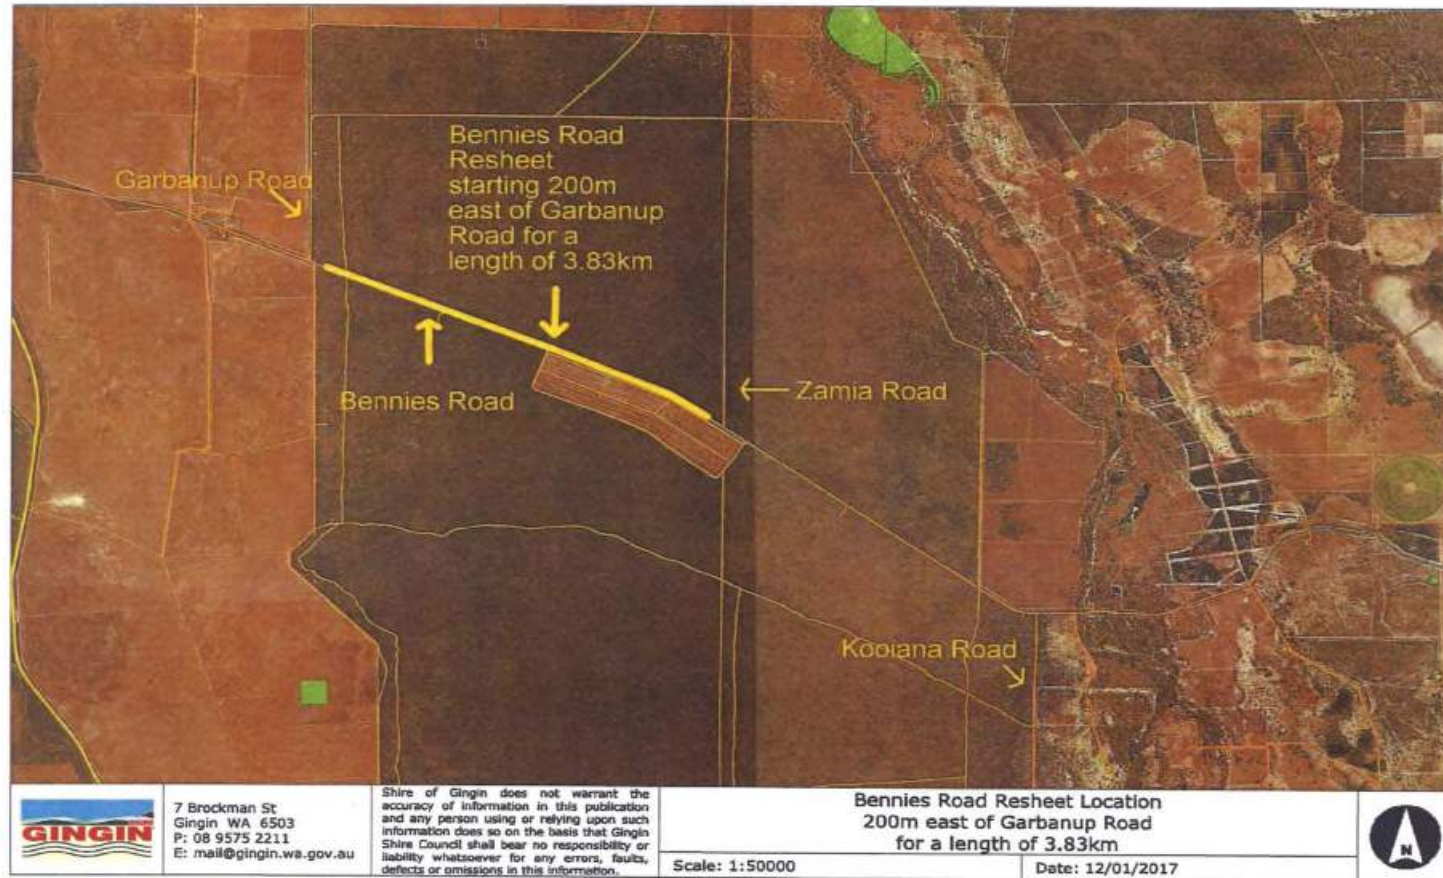 Bennies Road
Resheet
starting 200m
east of Garbanup
Road for a
length of 3.83km
Garbanup Road
Bennies Road
Zamia Road
Kooiana Road
GINGIN
7 Brockman St
Gingin WA 6503
P: 08 9575 2211
E: mail@gingin.wa.gov.au
Shire of Gingin does not warrant the
accuracy of information in this publication
and any person using or relying upon such
information does so on the basis that Gingin
Shire Council shall bear no responsibility or
liability whatsoever for any errors, faults,
defects or omissions in this information.
Bennies Road Resheet Location
200m east of Garbanup Road
for a length of 3.83km
Scale: 1:50000
Date: 12/01/2017
N